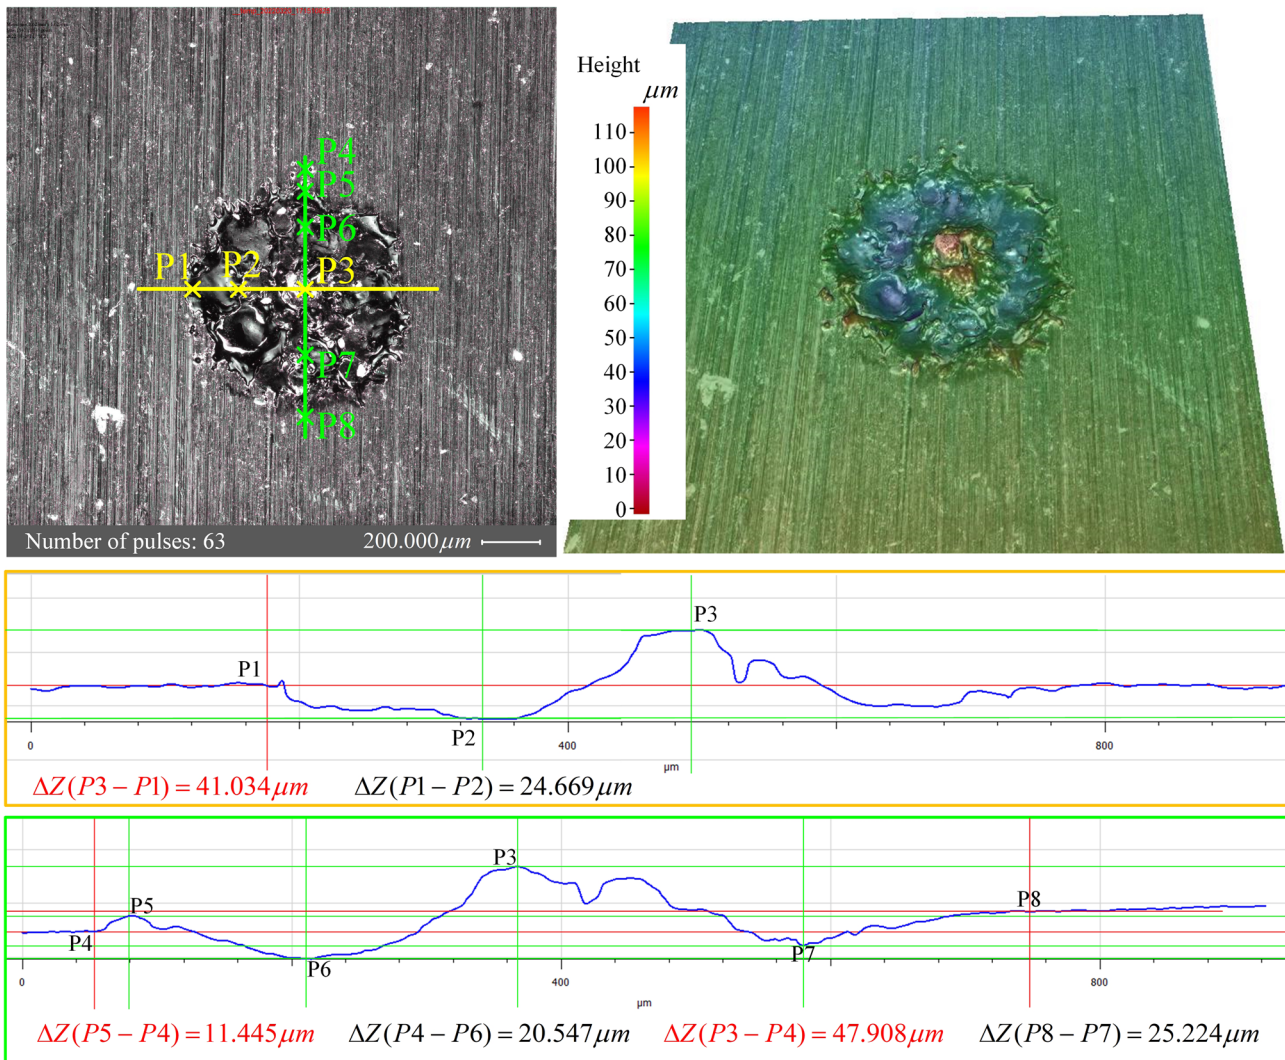 Height
μm
110
100
90
80
70
60
50
40
30
20
10
0
P4
P5
P6
P1 P2 P3
P7
P8
Number of pulses: 63 200.000μm
P3
P1
P2
0 400 800
μm
ΔZ(P3 − P1) = 41.034μm ΔZ(P1 − P2) = 24.669μm
P3
P5 P8
P4
P6 P7
0 400 800
μm
ΔZ(P5 − P4) = 11.445μm ΔZ(P4 − P6) = 20.547μm ΔZ(P3 − P4) = 47.908μm ΔZ(P8 − P7) = 25.224μm